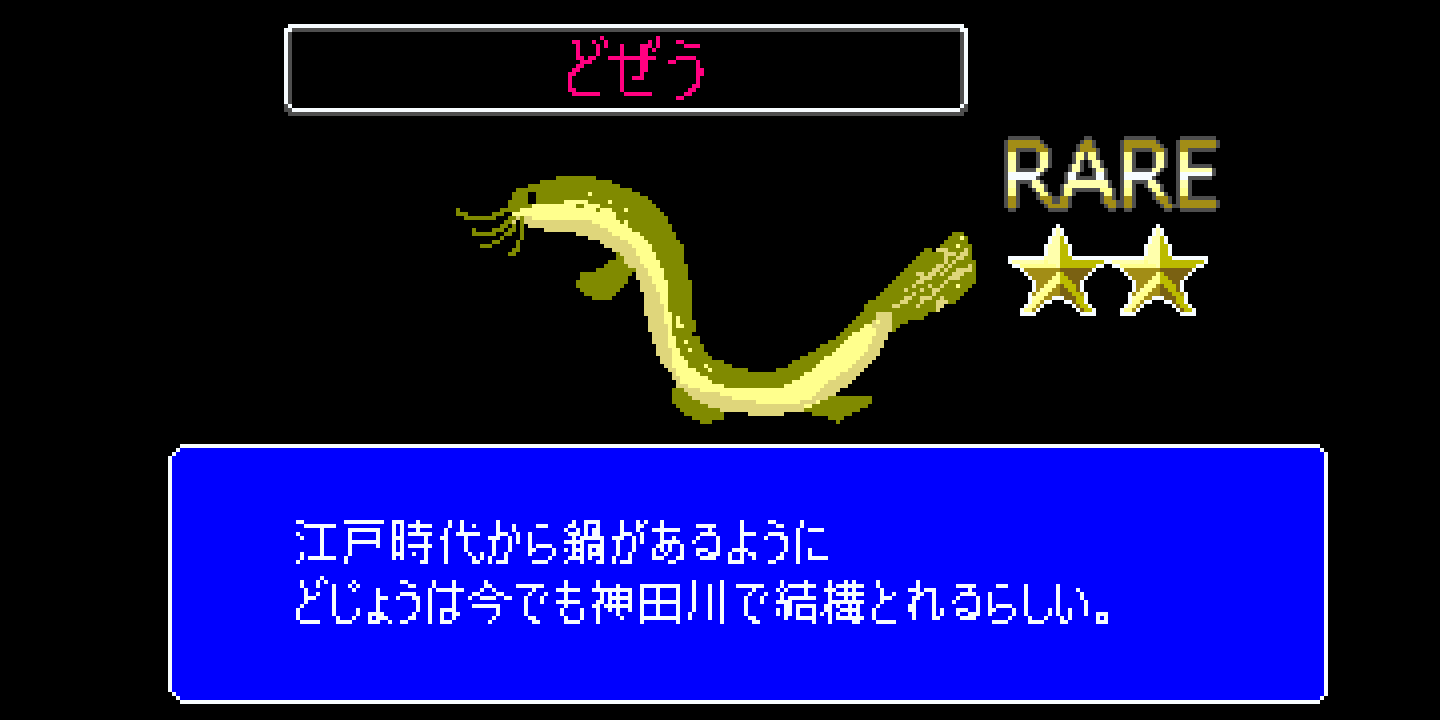 どぜう
RARE
江戸時代から鍋があるように
どじょうは今でも神田川で結構とれるらしい。